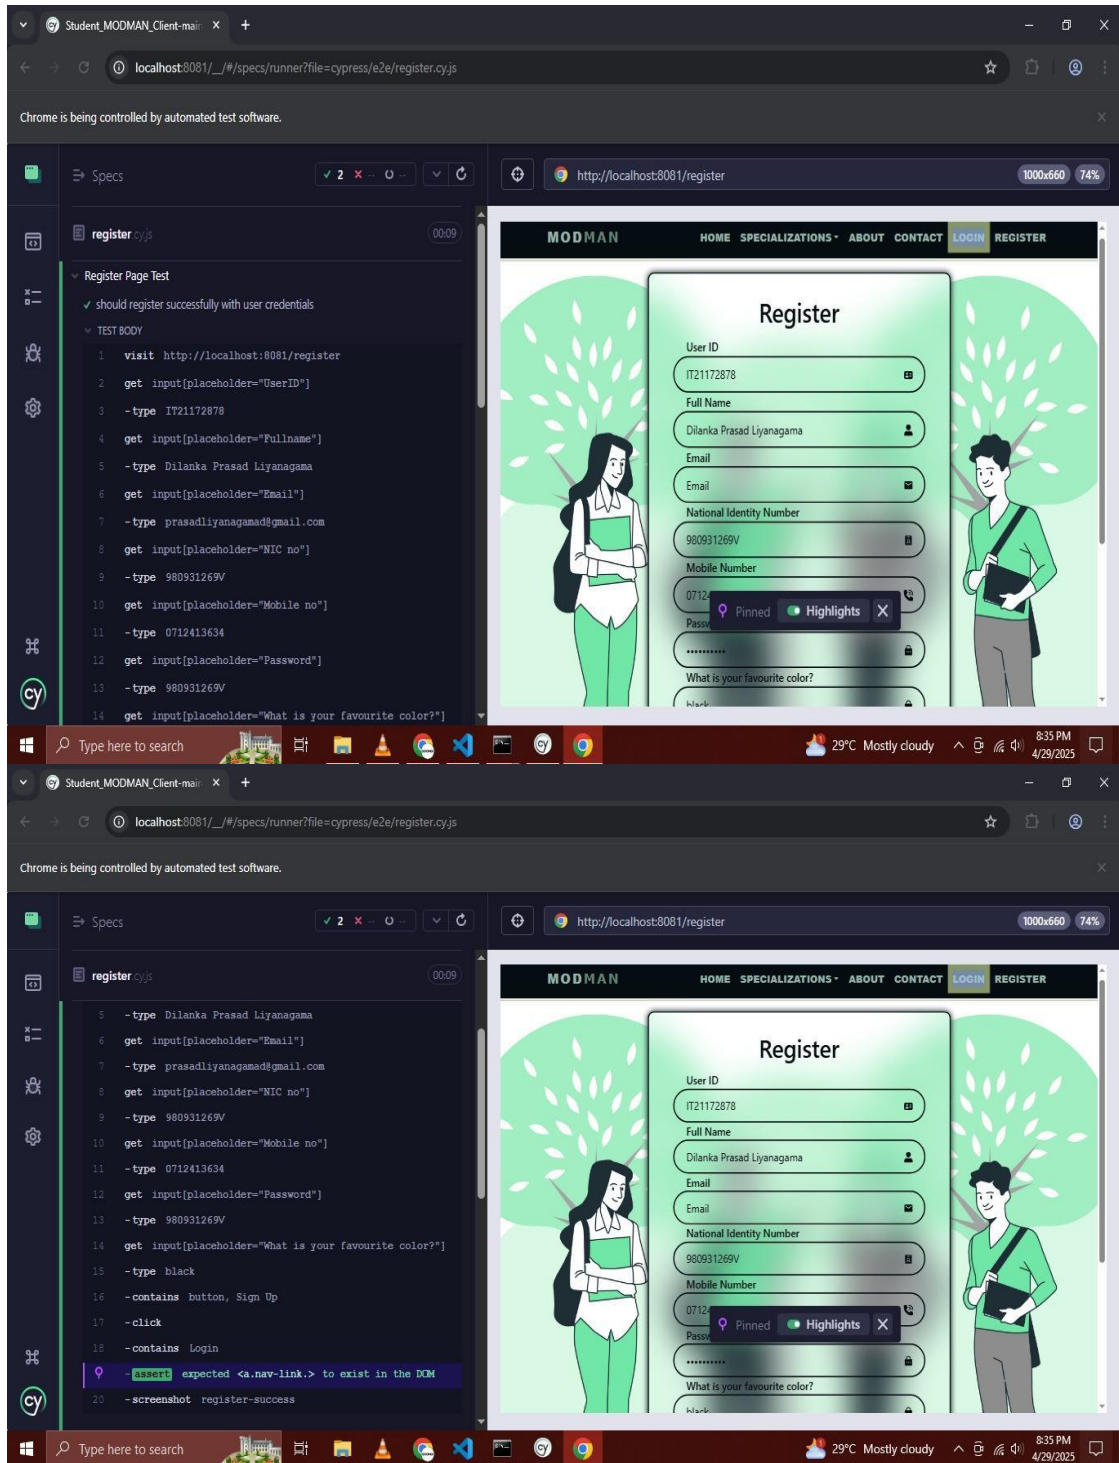 Student_MODMAN_Client-main
localhost:8081/__/#/specs/runner?file=cypress/e2e/register.cy.js
Chrome is being controlled by automated test software.
Specs
2 -- --
http://localhost:8081/register
1000x660 74%
register.cy.js 00:09
Register Page Test
should register successfully with user credentials
TEST BODY
1 visit http://localhost:8081/register
2 get input[placeholder="UserID"]
3 -type IT21172878
4 get input[placeholder="Fullname"]
5 -type Dilanka Prasad Liyanagama
6 get input[placeholder="Email"]
7 -type prasadliyanagamad@gmail.com
8 get input[placeholder="NIC no"]
9 -type 980931269V
10 get input[placeholder="Mobile no"]
11 -type 0712413634
12 get input[placeholder="Password"]
13 -type 980931269V
14 get input[placeholder="What is your favourite color?"]
MODMAN HOME SPECIALIZATIONS ABOUT CONTACT LOGIN REGISTER
Register
User ID
IT21172878
Full Name
Dilanka Prasad Liyanagama
Email
Email
National Identity Number
980931269V
Mobile Number
0712
Pinned Highlights
Passw
••••••••••
What is your favourite color?
black
cy
Type here to search
29°C Mostly cloudy
8:35 PM
4/29/2025
Student_MODMAN_Client-main
localhost:8081/__/#/specs/runner?file=cypress/e2e/register.cy.js
Chrome is being controlled by automated test software.
Specs
2 -- --
http://localhost:8081/register
1000x660 74%
register.cy.js 00:09
5 -type Dilanka Prasad Liyanagama
6 get input[placeholder="Email"]
7 -type prasadliyanagamad@gmail.com
8 get input[placeholder="NIC no"]
9 -type 980931269V
10 get input[placeholder="Mobile no"]
11 -type 0712413634
12 get input[placeholder="Password"]
13 -type 980931269V
14 get input[placeholder="What is your favourite color?"]
15 -type black
16 -contains button, Sign Up
17 -click
18 -contains Login
-assert expected <a.nav-link.> to exist in the DOM
20 -screenshot register-success
MODMAN HOME SPECIALIZATIONS ABOUT CONTACT LOGIN REGISTER
Register
User ID
IT21172878
Full Name
Dilanka Prasad Liyanagama
Email
Email
National Identity Number
980931269V
Mobile Number
0712
Pinned Highlights
Passw
••••••••••
What is your favourite color?
black
cy
Type here to search
29°C Mostly cloudy
8:35 PM
4/29/2025